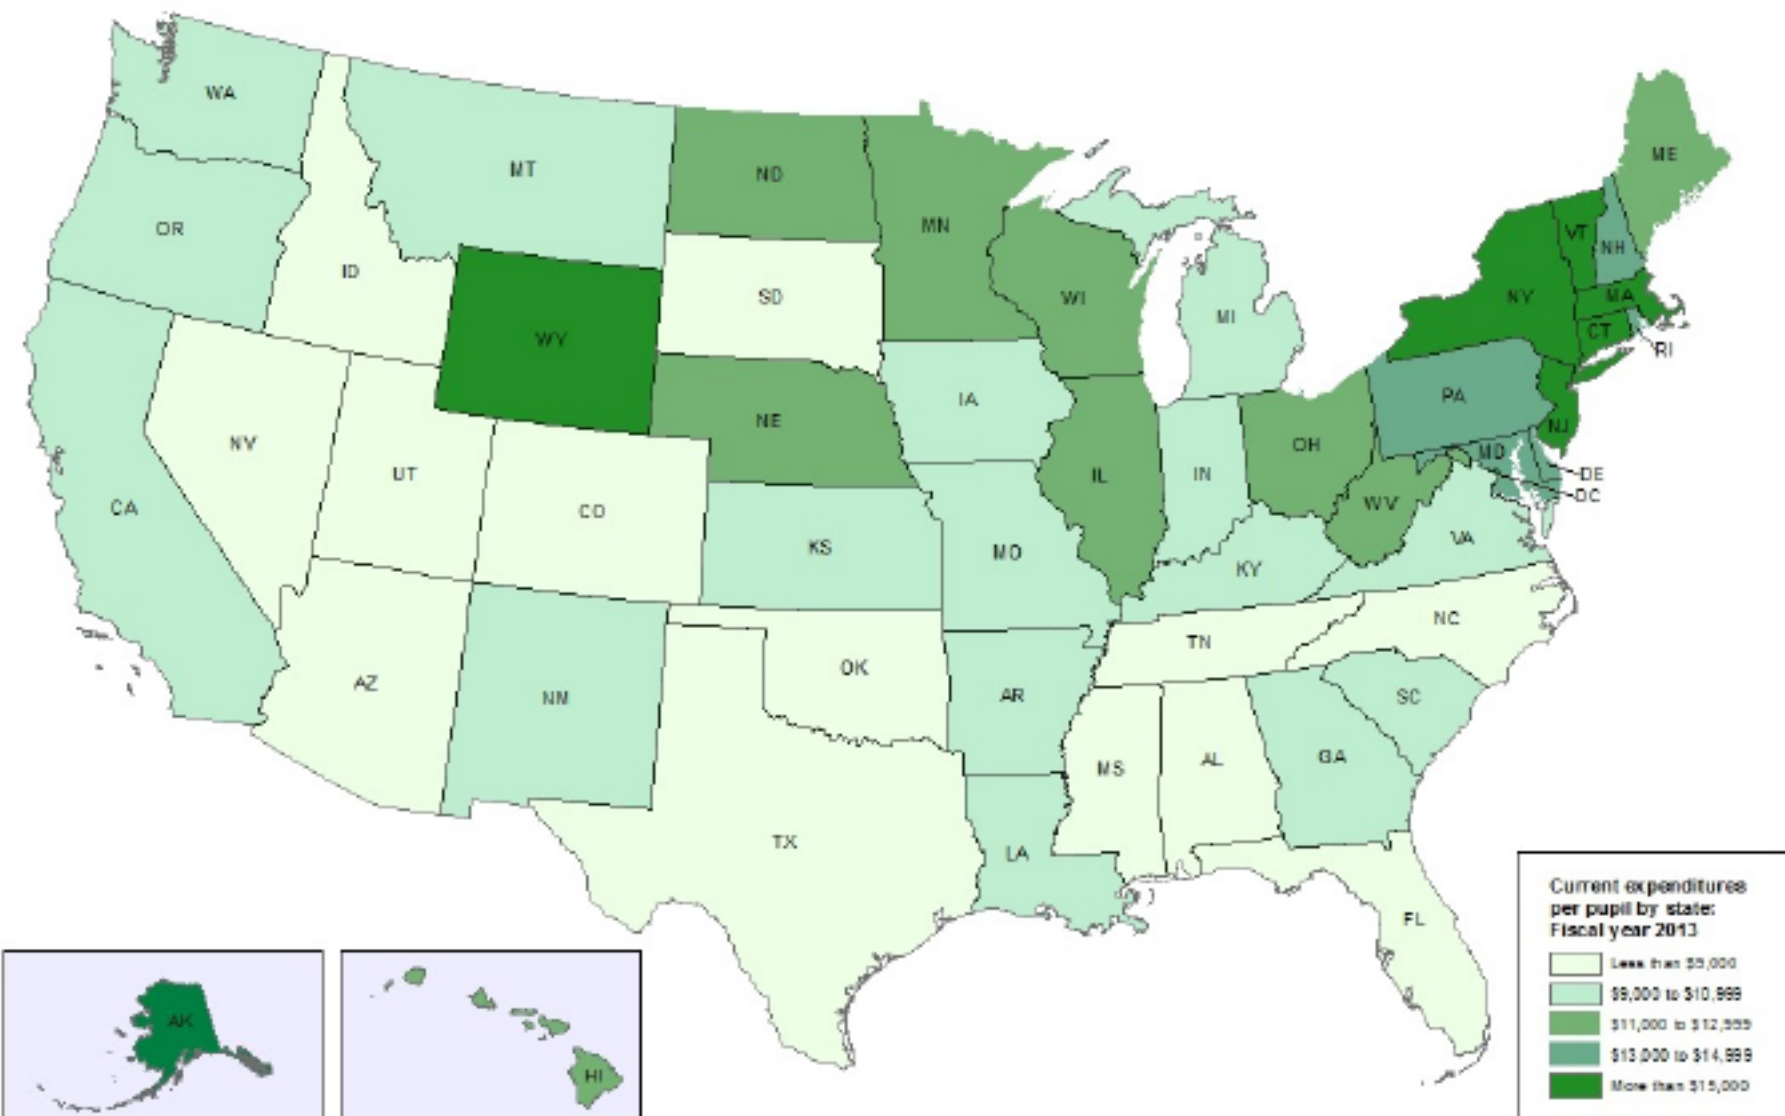 WA
MT
ND
MN
ME
OR
ID
SD
WI
MI
VT
NH
NY
MA
CT
RI
WY
IA
PA
NJ
NE
NV
UT
CO
CA
KS
MO
IL
IN
OH
WV
MD
DE
DC
VA
KY
NC
TN
AZ
NM
OK
AR
SC
MS
AL
GA
TX
LA
FL
AK
HI
Current expenditures
per pupil by state:
Fiscal year 2013
Less than $9,000
$9,000 to $10,999
$11,000 to $12,999
$13,000 to $14,999
More than $15,000